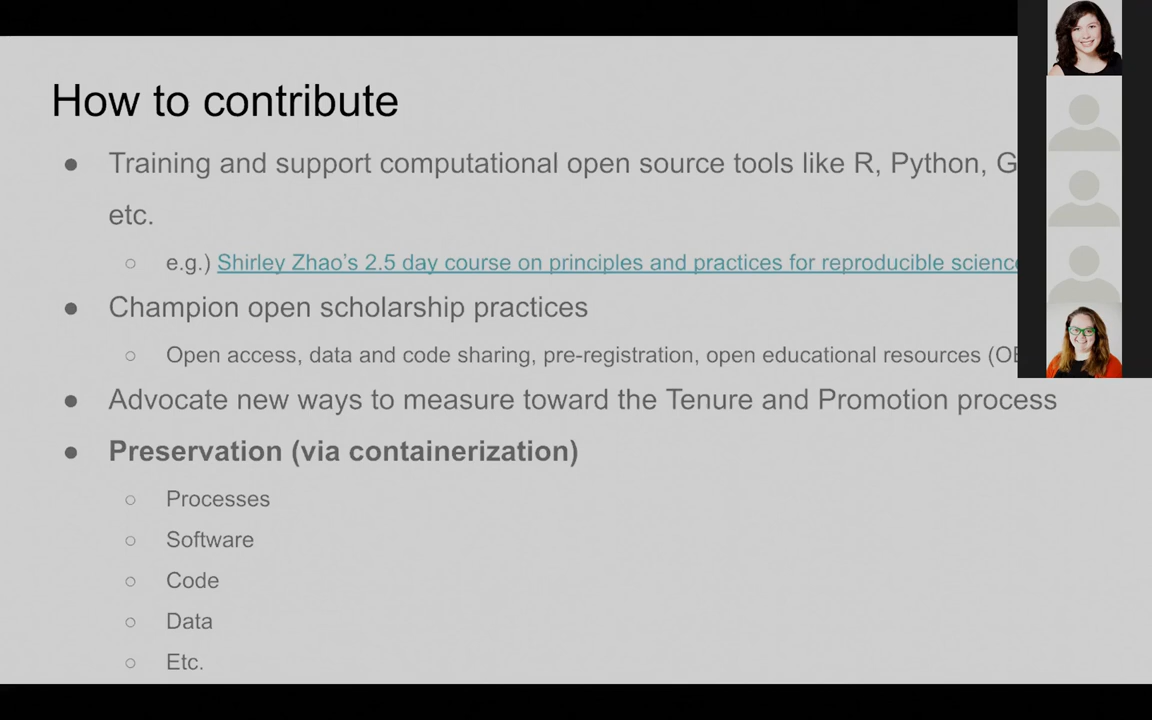 How to contribute
● Training and support computational open source tools like R, Python,
etc.
○ e.g.) Shirley Zhao’s 2.5 day course on principles and practices for reproducible
● Champion open scholarship practices
○ Open access, data and code sharing, pre-registration, open educational resources
● Advocate new ways to measure toward the Tenure and Promotion process
● Preservation (via containerization)
○ Processes
○ Software
○ Code
○ Data
○ Etc.